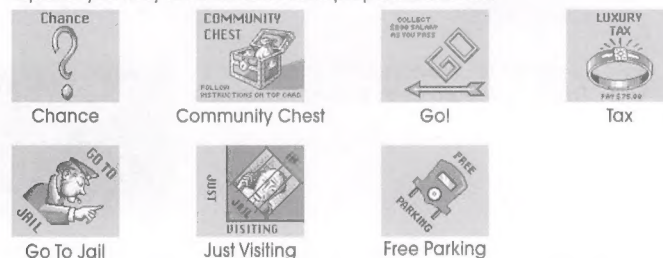 Chance
COMMUNITY
CHEST
FOLLOW
INSTRUCTIONS ON TOP CARD
COLLECT
$200 SALARY
AS YOU PASS
GO
LUXURY
TAX
PAY $75.00
Chance
Community Chest
Go!
Tax
GO TO
JAIL
IN
JAIL
JUST
VISITING
FREE
PARKING
Go To Jail
Just Visiting
Free Parking